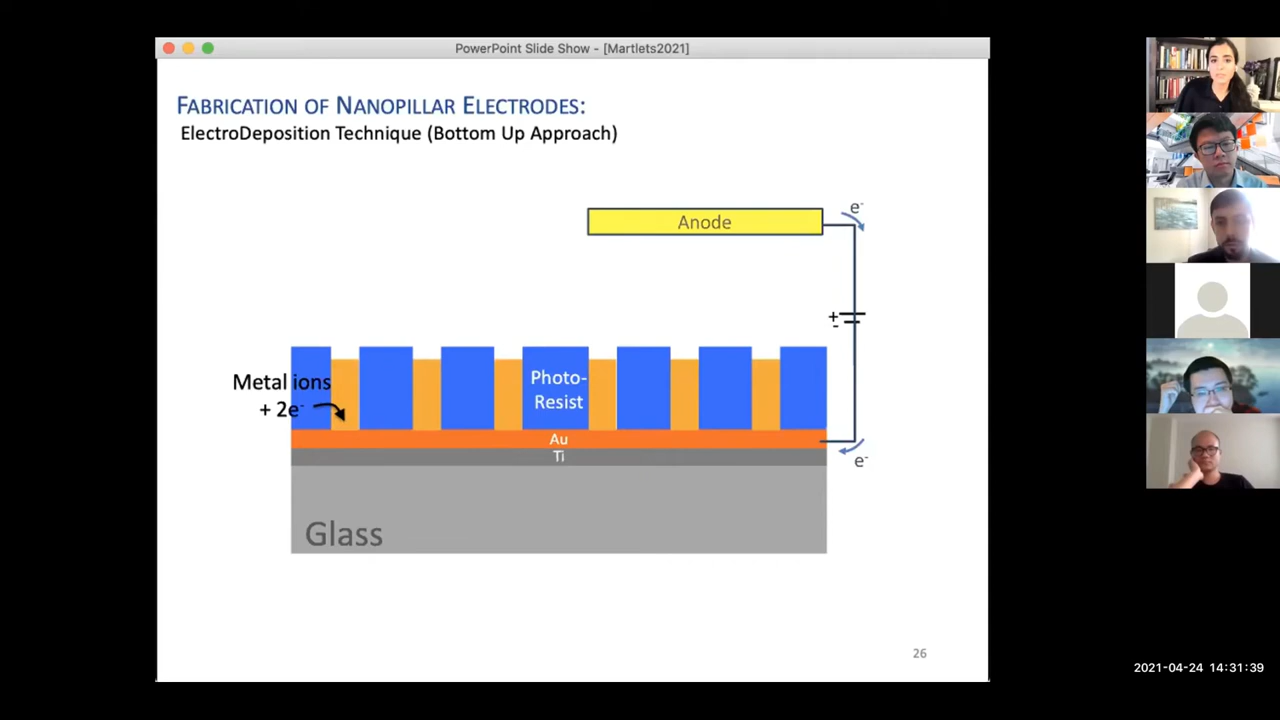 PowerPoint Slide Show - [Martlets2021]
FABRICATION OF NANOPILLAR ELECTRODES:
ElectroDeposition Technique (Bottom Up Approach)
e-
Anode
+
-
Metal ions
+ 2e-
Photo-
Resist
Au
Ti
e-
Glass
26
2021-04-24 14:31:39